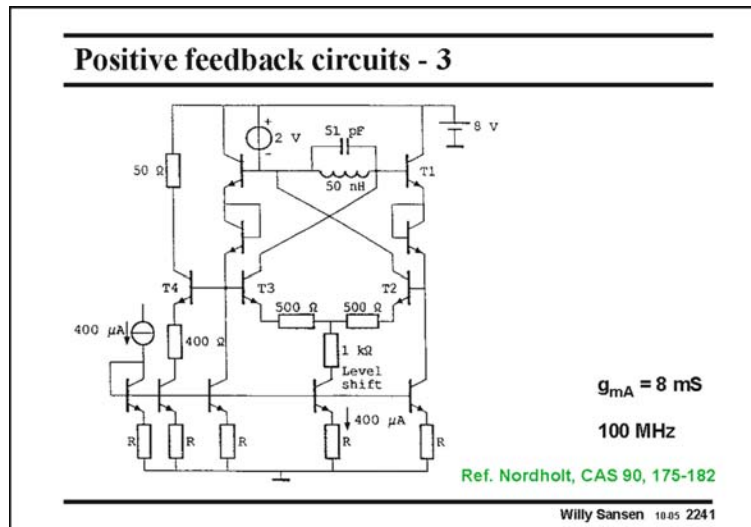 Positive feedback circuits - 3
+
2 V
-
51 pF
50 nH
8 V
50 Ω
T1
T4
T3
T2
500 Ω
500 Ω
400 µA
400 Ω
1 kΩ
Level
shift
400 µA
R
R
R
R
R
gmA = 8 mS
100 MHz
Ref. Nordholt, CAS 90, 175-182
Willy Sansen 10-05 2241